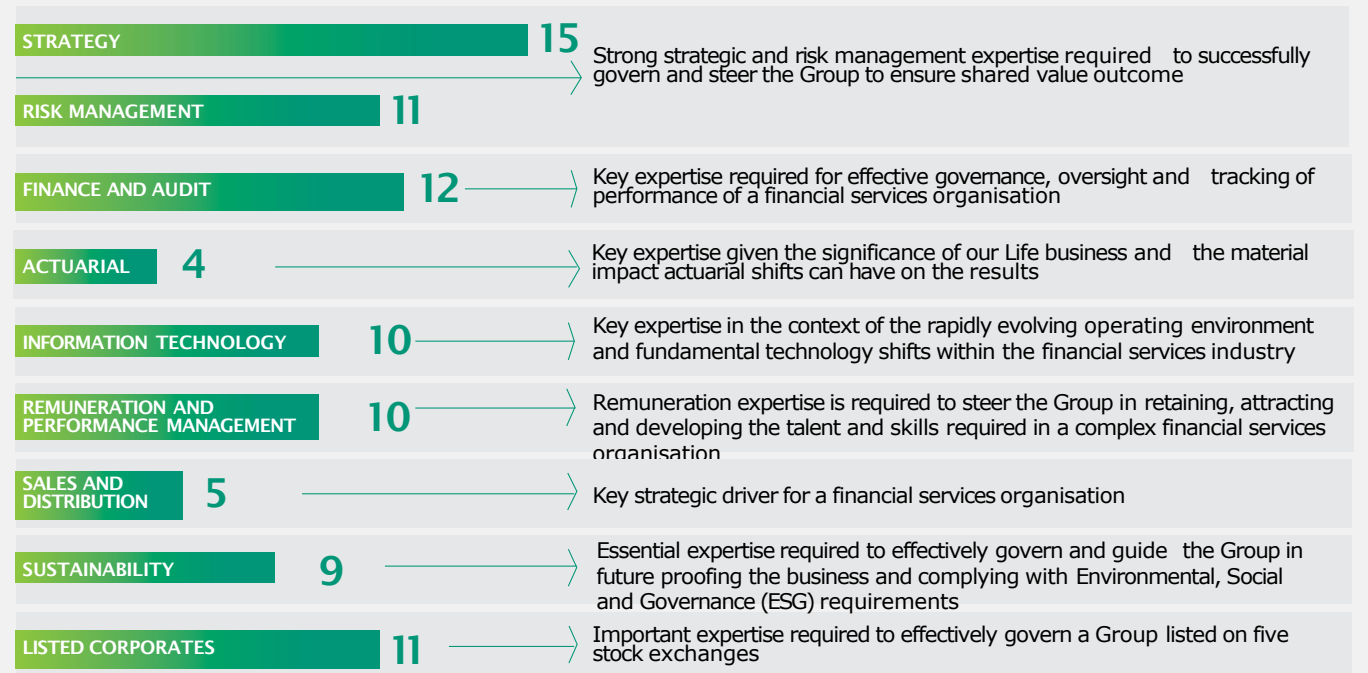 STRATEGY
15
Strong strategic and risk management expertise required to successfully
govern and steer the Group to ensure shared value outcome
RISK MANAGEMENT
11
FINANCE AND AUDIT
12
Key expertise required for effective governance, oversight and tracking of
performance of a financial services organisation
ACTUARIAL
4
Key expertise given the significance of our Life business and the material
impact actuarial shifts can have on the results
INFORMATION TECHNOLOGY
10
Key expertise in the context of the rapidly evolving operating environment
and fundamental technology shifts within the financial services industry
REMUNERATION AND
PERFORMANCE MANAGEMENT
10
Remuneration expertise is required to steer the Group in retaining, attracting
and developing the talent and skills required in a complex financial services
organisation
SALES AND
DISTRIBUTION
5
Key strategic driver for a financial services organisation
SUSTAINABILITY
9
Essential expertise required to effectively govern and guide the Group in
future proofing the business and complying with Environmental, Social
and Governance (ESG) requirements
LISTED CORPORATES
11
Important expertise required to effectively govern a Group listed on five
stock exchanges